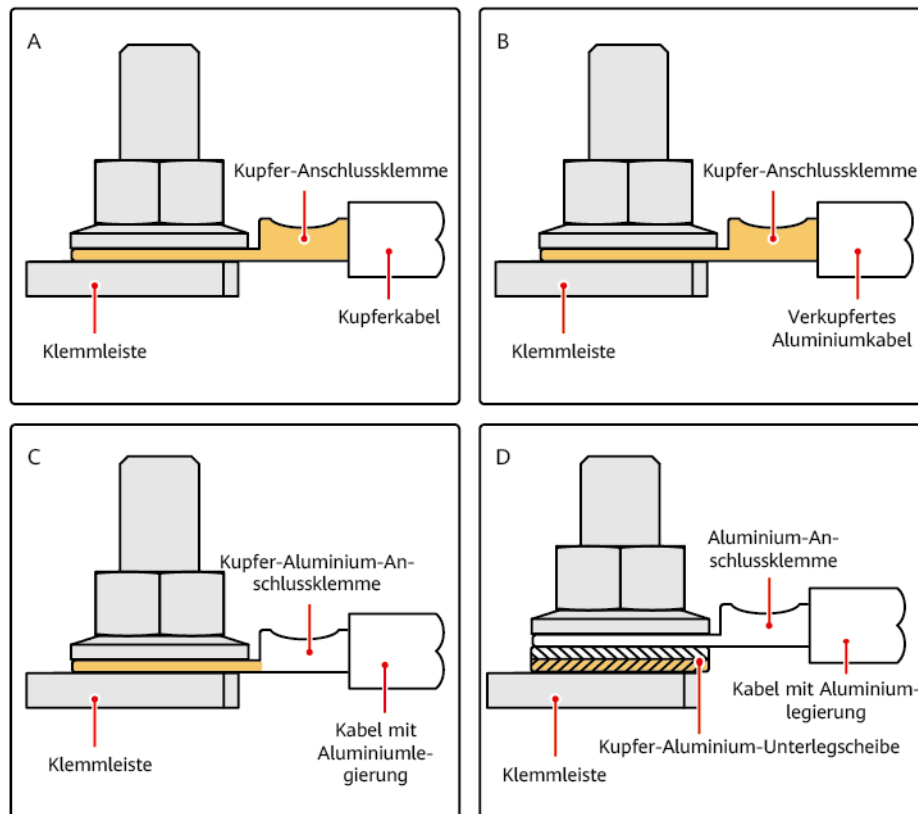 A
Kupfer-Anschlussklemme
Kupferkabel
Klemmleiste
B
Kupfer-Anschlussklemme
Verkupfertes
Aluminiumkabel
Klemmleiste
C
Kupfer-Aluminium-An-
schlussklemme
Kabel mit
Aluminiumle-
gierung
Klemmleiste
D
Aluminium-An-
schlussklemme
Kabel mit Aluminium-
legierung
Kupfer-Aluminium-Unterlegscheibe
Klemmleiste